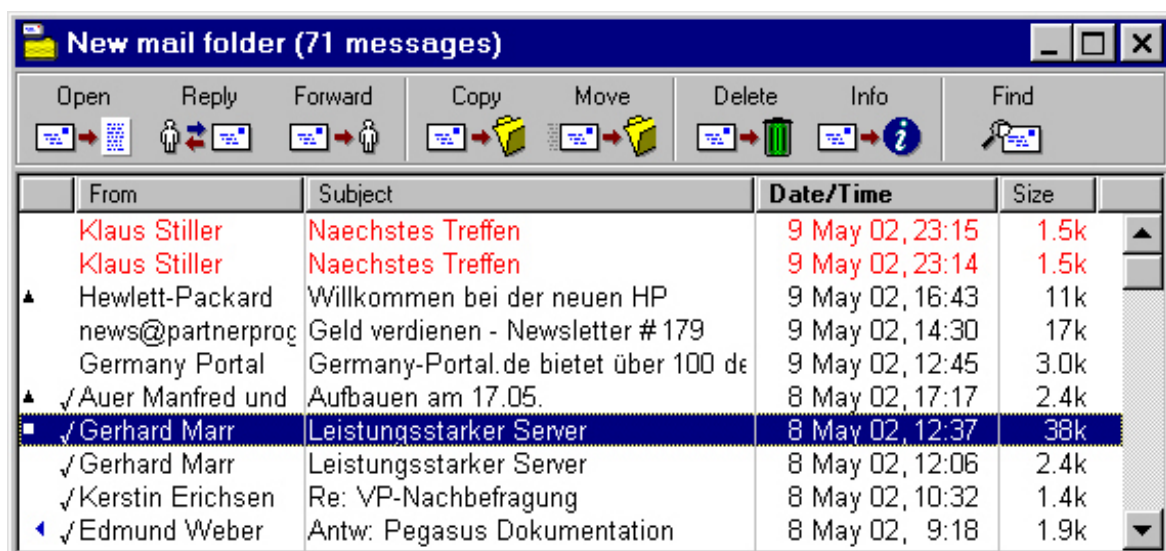 New mail folder (71 messages)
Open Reply Forward Copy Move Delete Info Find
From Subject Date/Time Size
Klaus Stiller Naechstes Treffen 9 May 02, 23:15 1.5k
Klaus Stiller Naechstes Treffen 9 May 02, 23:14 1.5k
Hewlett-Packard Willkommen bei der neuen HP 9 May 02, 16:43 11k
news@partnerprog Geld verdienen - Newsletter #179 9 May 02, 14:30 17k
Germany Portal Germany-Portal.de bietet über 100 de 9 May 02, 12:45 3.0k
Auer Manfred und Aufbauen am 17.05. 8 May 02, 17:17 2.4k
Gerhard Marr Leistungsstarker Server 8 May 02, 12:37 38k
Gerhard Marr Leistungsstarker Server 8 May 02, 12:06 2.4k
Kerstin Erichsen Re: VP-Nachbefragung 8 May 02, 10:32 1.4k
Edmund Weber Antw: Pegasus Dokumentation 8 May 02, 9:18 1.9k